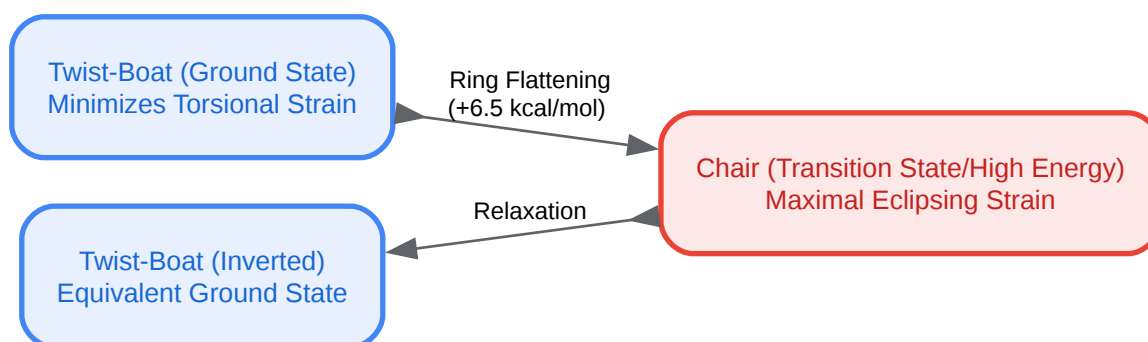 Twist-Boat (Ground State)
Minimizes Torsional Strain
Ring Flattening
(+6.5 kcal/mol)
Chair (Transition State/High Energy)
Maximal Eclipsing Strain
Relaxation
Twist-Boat (Inverted)
Equivalent Ground State